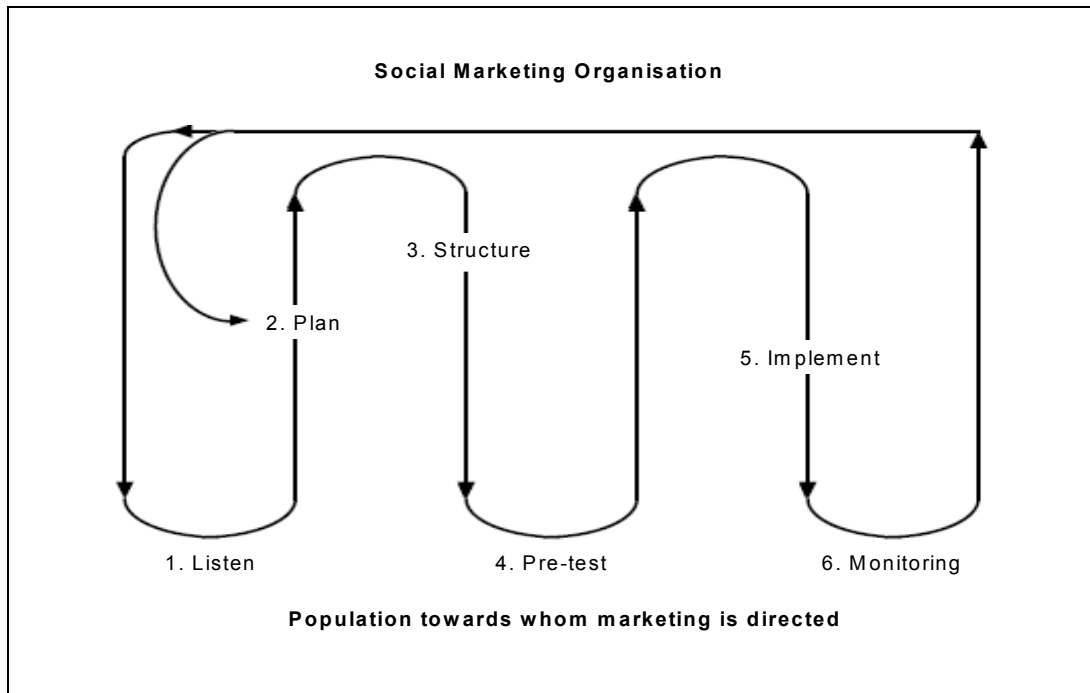 Social Marketing Organisation
3. Structure
2. Plan
5. Implement
1. Listen
4. Pre-test
6. Monitoring
Population towards whom marketing is directed